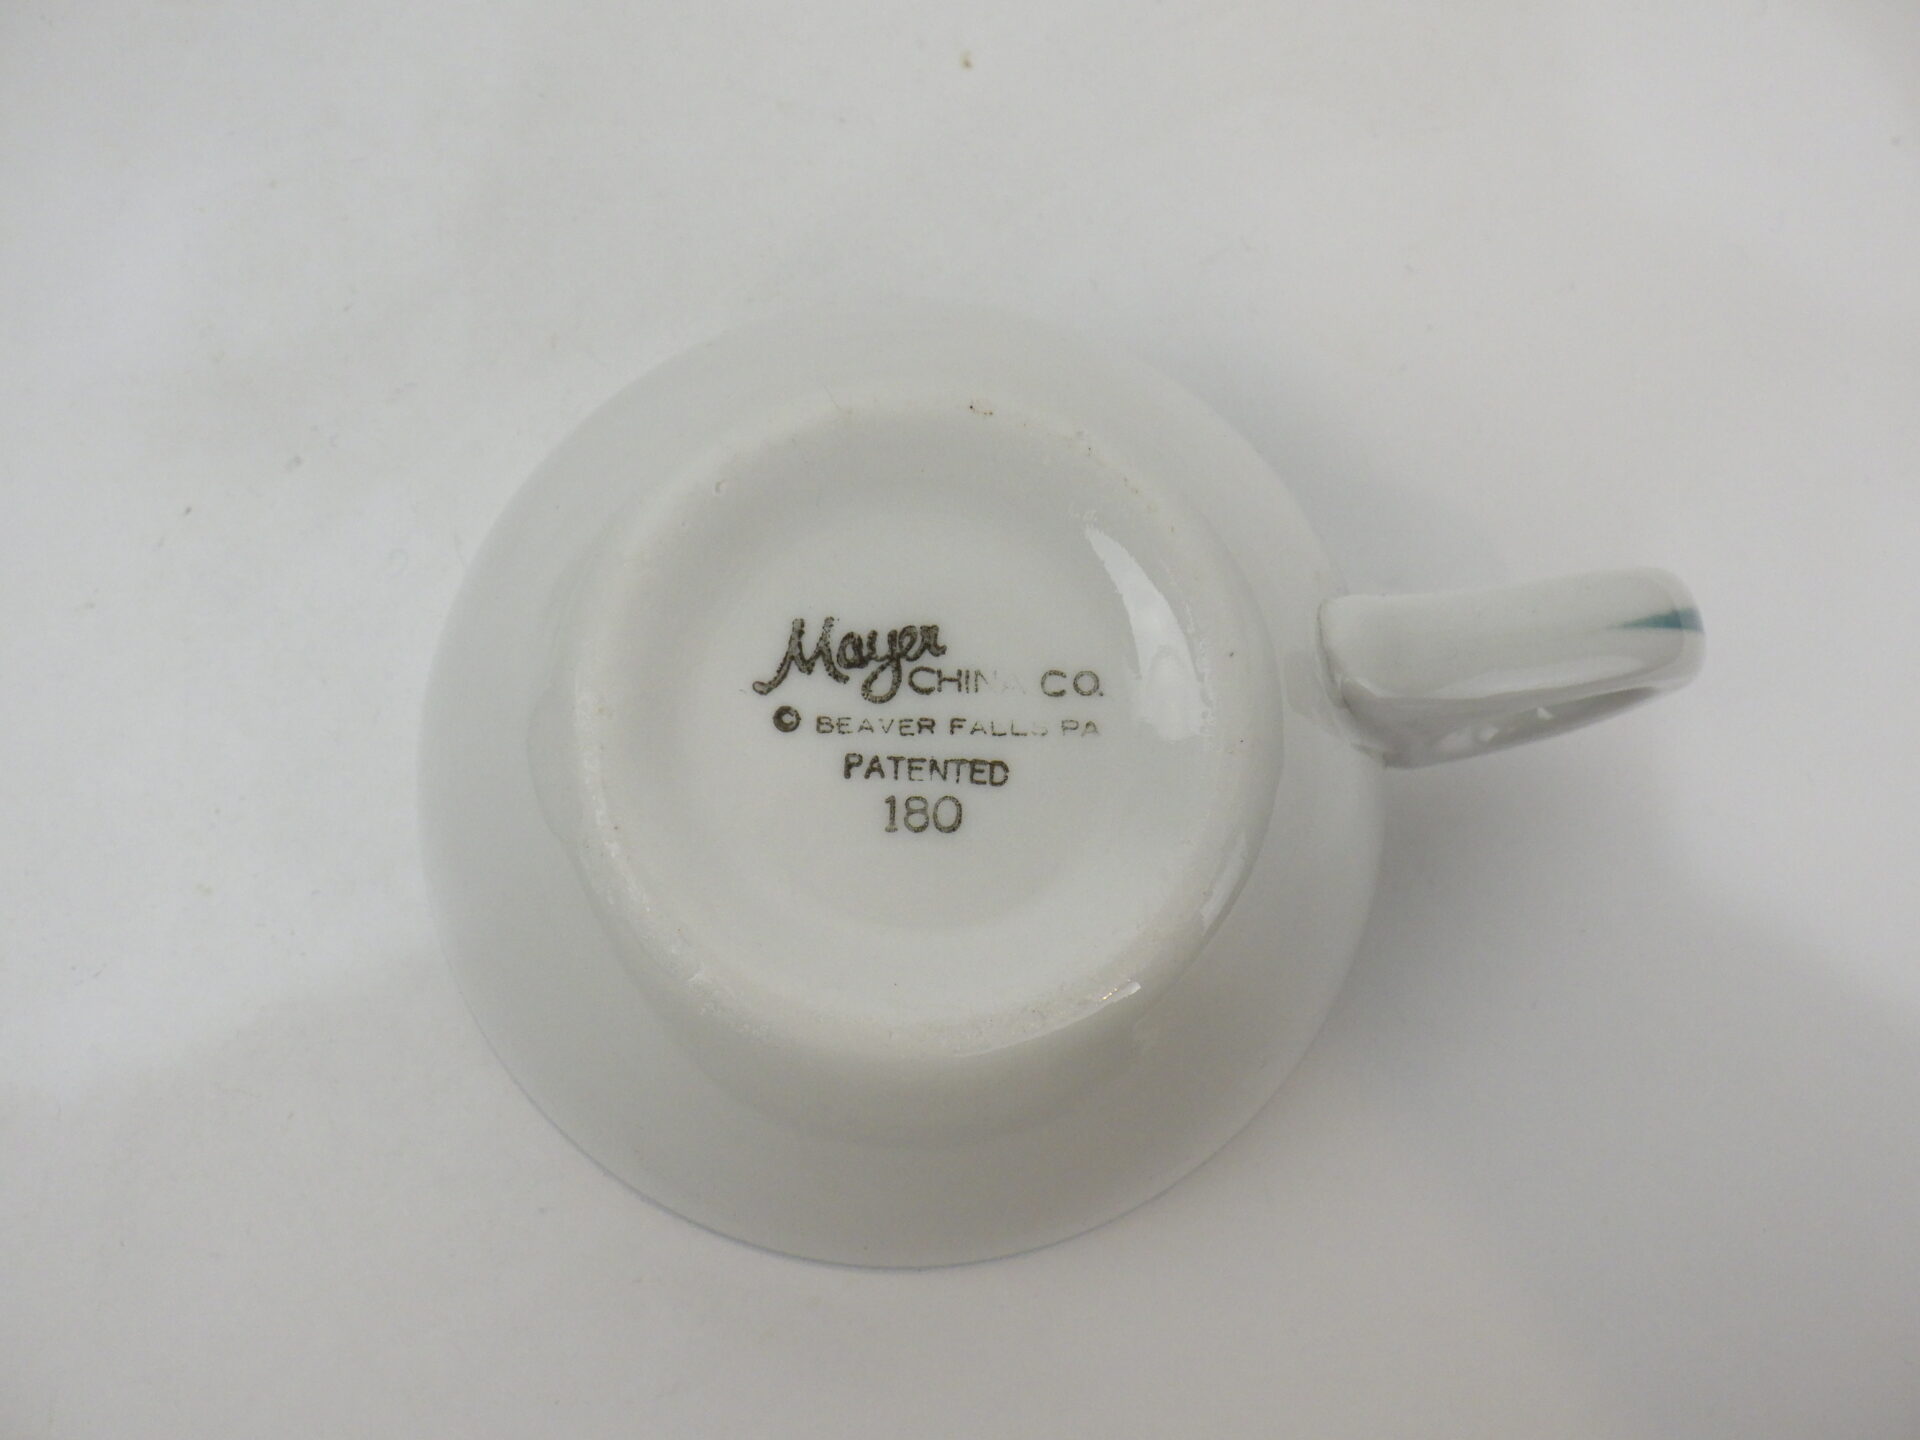 Mayer
CHINA CO.
© BEAVER FALLS PA
PATENTED
180